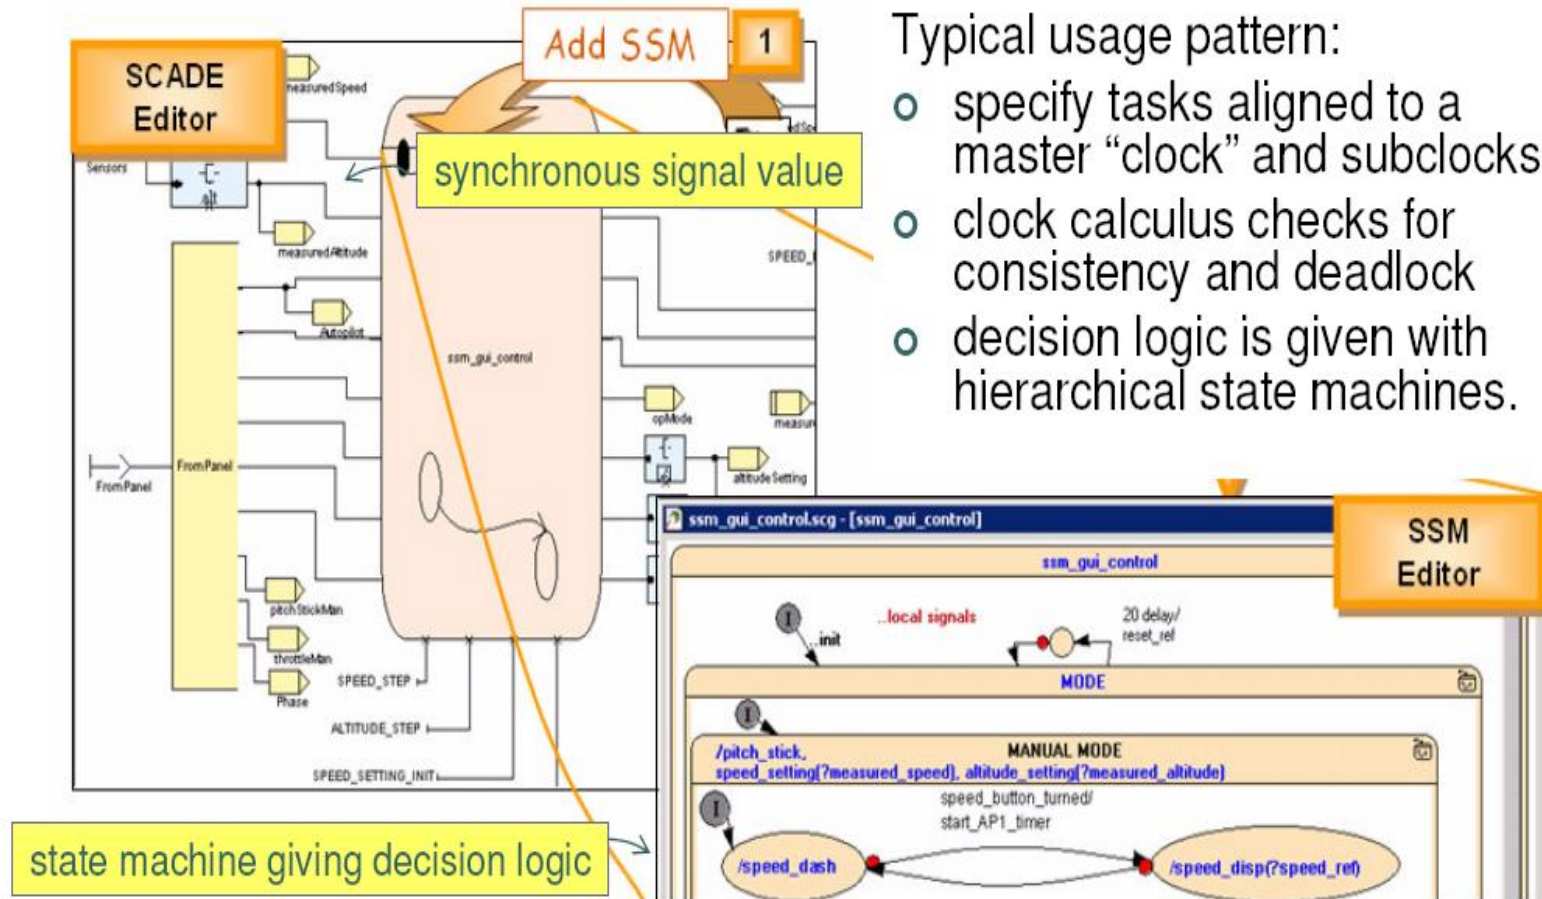 SCADE
Editor
Add SSM
1
measuredSpeed
Sensors
alt
synchronous signal value
measuredAltitude
SPEED_
Autopilot
ssm_gui_control
opMode
measur
altitudeSetting
FromPanel
FromPanel
pitchStickMan
throttleMan
Phase
SPEED_STEP
ALTITUDE_STEP
SPEED_SETTING_INIT
state machine giving decision logic
Typical usage pattern:
specify tasks aligned to a
master “clock” and subclocks
clock calculus checks for
consistency and deadlock
decision logic is given with
hierarchical state machines.
ssm_gui_control.scg - [ssm_gui_control]
SSM
Editor
ssm_gui_control
I
..init
..local signals
20 delay/
reset_ref
MODE
I
/pitch_stick,
MANUAL MODE
speed_setting(?measured_speed), altitude_setting(?measured_altitude)
I
speed_button_turned/
start_AP1_timer
/speed_dash
/speed_disp(?speed_ref)